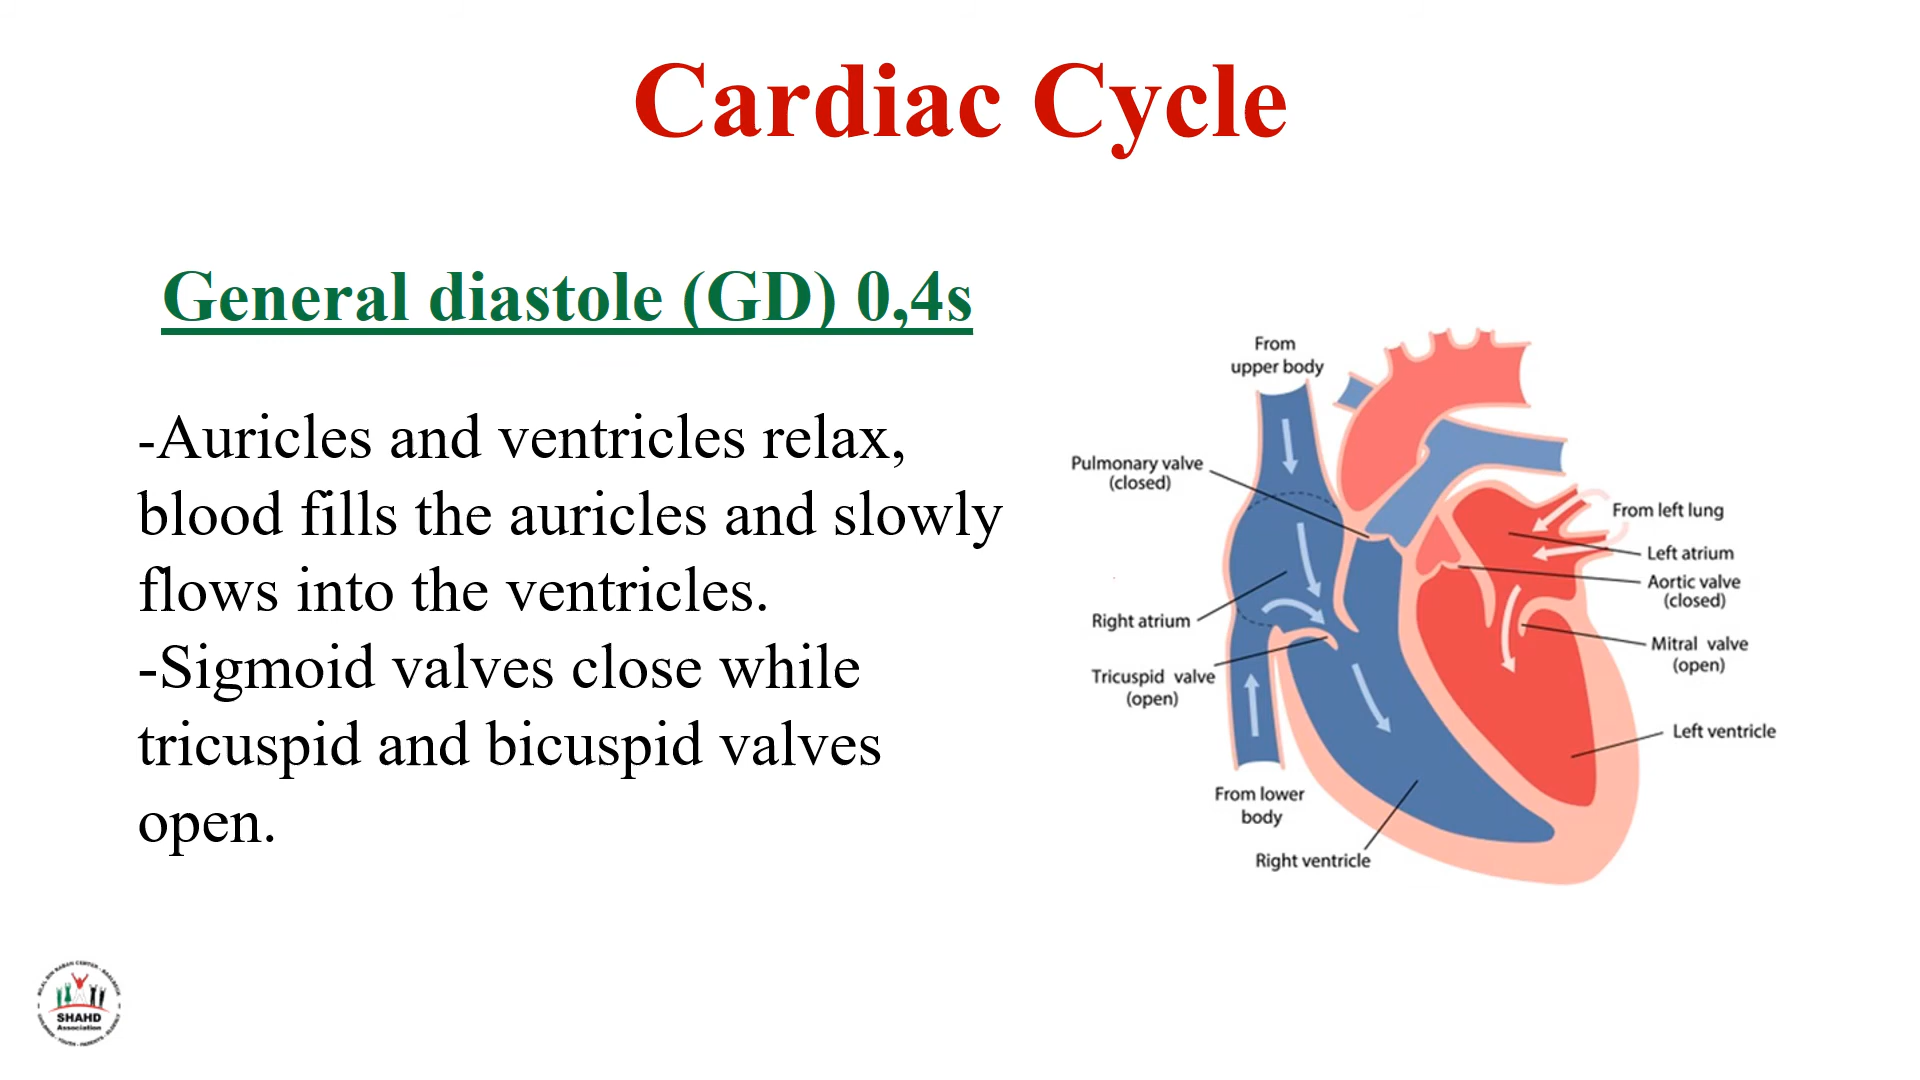 Cardiac Cycle
General diastole (GD) 0,4s
-Auricles and ventricles relax,
blood fills the auricles and slowly
flows into the ventricles.
-Sigmoid valves close while
tricuspid and bicuspid valves
open.
From
upper body
Pulmonary valve
(closed)
From left lung
Left atrium
Aortic valve
(closed)
Right atrium
Mitral valve
(open)
Tricuspid valve
(open)
Left ventricle
From lower
body
Right ventricle
SHAHD
Association